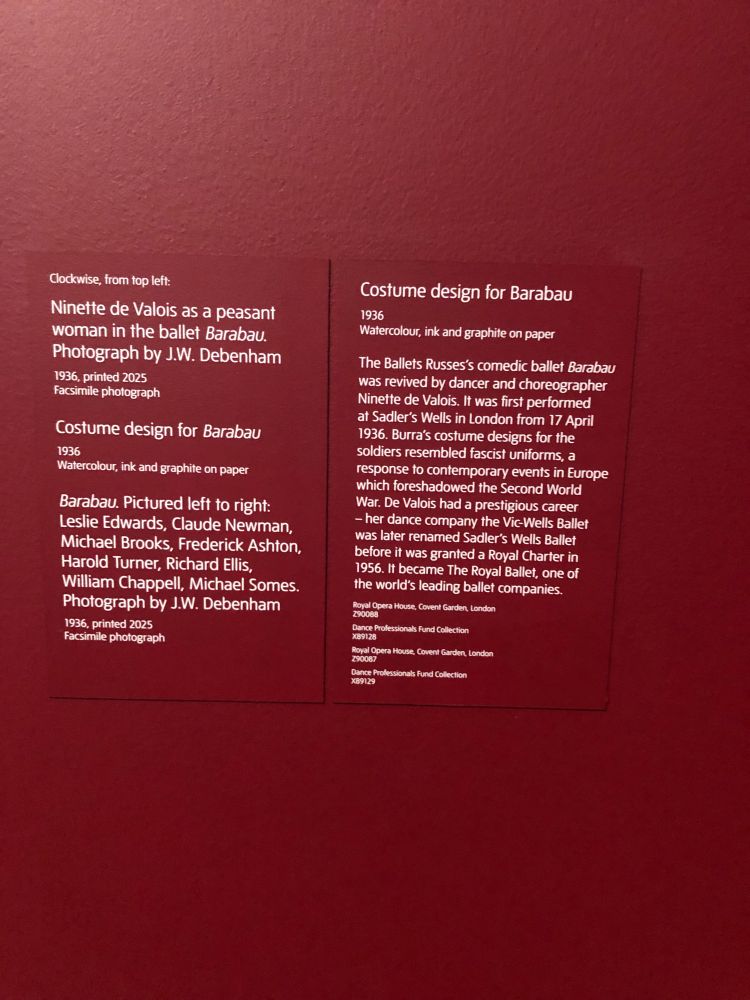 Clockwise, from top left:
Ninette de Valois as a peasant
woman in the ballet Barabau.
Photograph by J.W. Debenham
1936, printed 2025
Facsimile photograph
Costume design for Barabau
1936
Watercolour, ink and graphite on paper
Barabau. Pictured left to right:
Leslie Edwards, Claude Newman,
Michael Brooks, Frederick Ashton,
Harold Turner, Richard Ellis,
William Chappell, Michael Somes.
Photograph by J.W. Debenham
1936, printed 2025
Facsimile photograph
Costume design for Barabau
1936
Watercolour, ink and graphite on paper
The Ballets Russes's comedic ballet Barabau
was revived by dancer and choreographer
Ninette de Valois. It was first performed
at Sadler's Wells in London from 17 April
1936. Burra's costume designs for the
soldiers resembled fascist uniforms, a
response to contemporary events in Europe
which foreshadowed the Second World
War. De Valois had a prestigious career
– her dance company the Vic-Wells Ballet
was later renamed Sadler's Wells Ballet
before it was granted a Royal Charter in
1956. It became The Royal Ballet, one of
the world's leading ballet companies.
Royal Opera House, Covent Garden, London
Z90088
Dance Professionals Fund Collection
X89128
Royal Opera House, Covent Garden, London
Z90087
Dance Professionals Fund Collection
X89129